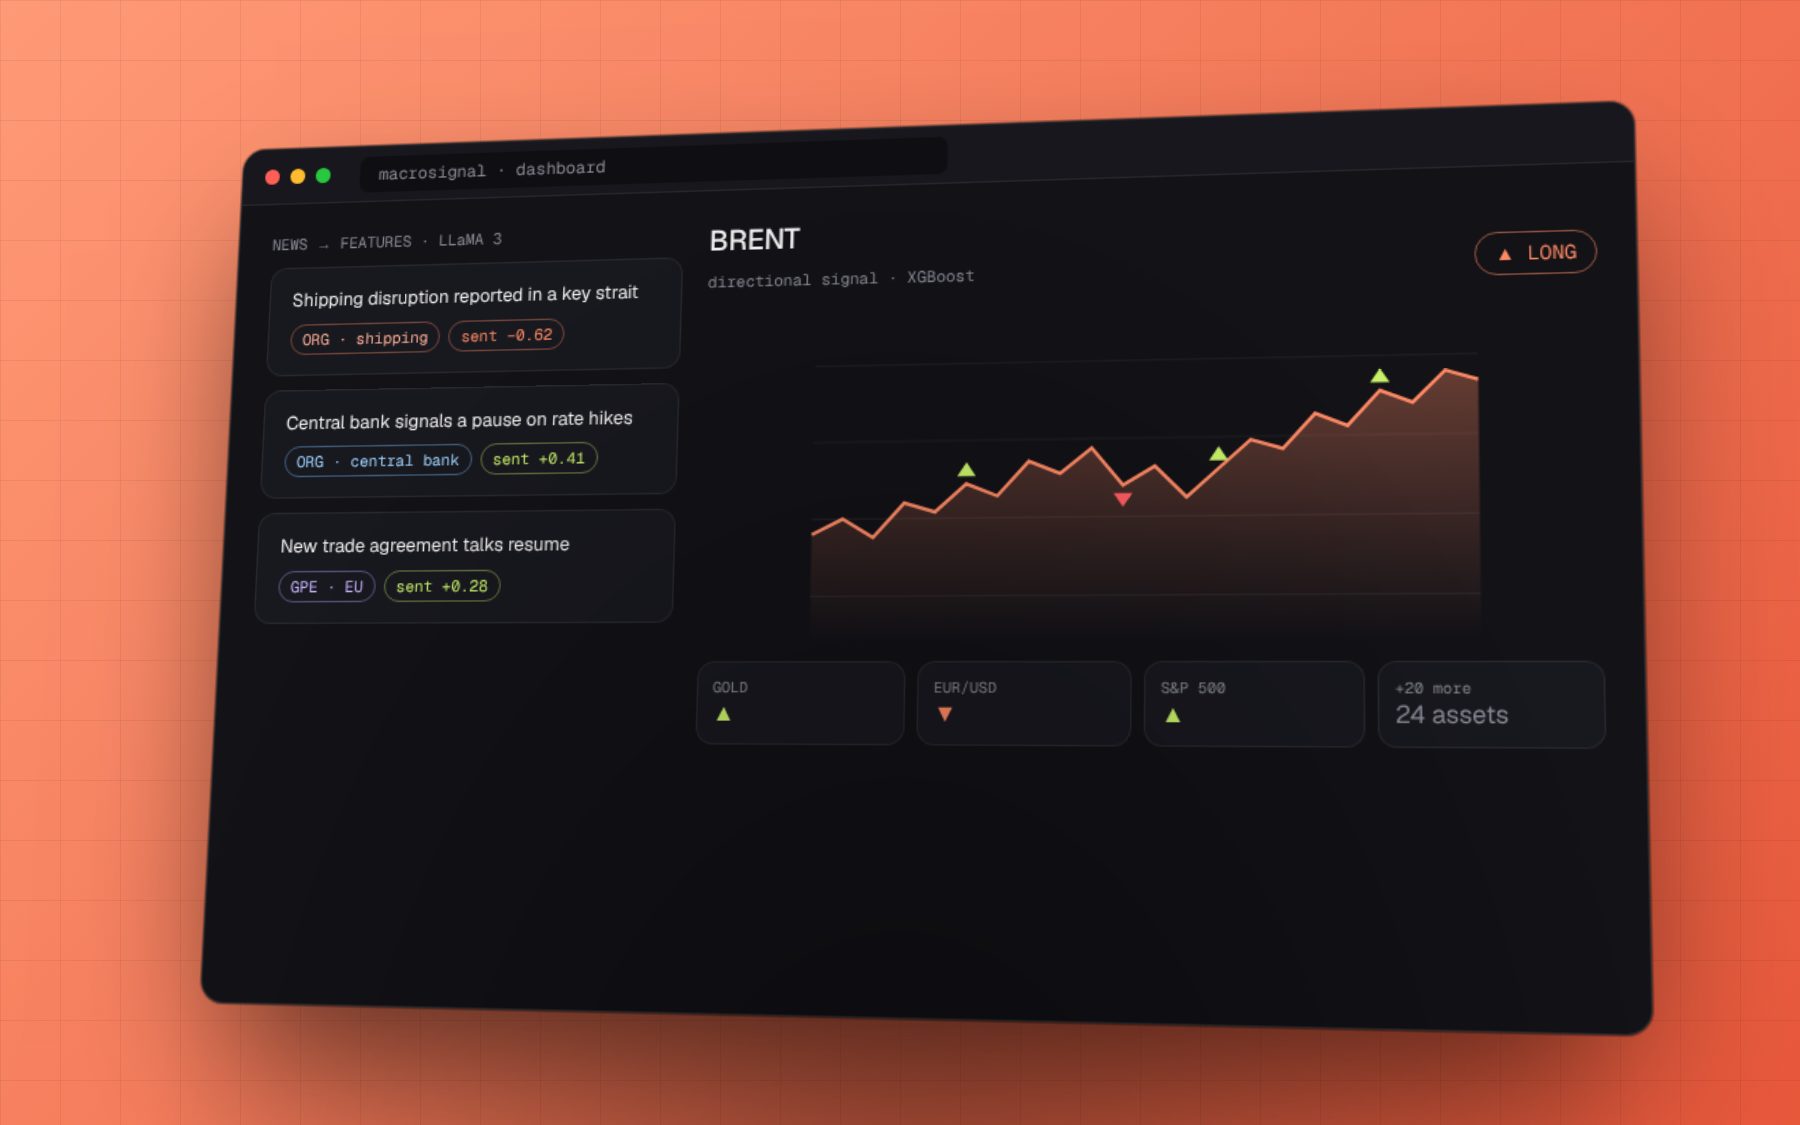 macrosignal · dashboard
NEWS → FEATURES · LLaMA 3
Shipping disruption reported in a key strait
ORG · shipping
sent −0.62
Central bank signals a pause on rate hikes
ORG · central bank
sent +0.41
New trade agreement talks resume
GPE · EU
sent +0.28
BRENT
directional signal · XGBoost
▲ LONG
GOLD
▲
EUR/USD
▼
S&P 500
▲
+20 more
24 assets